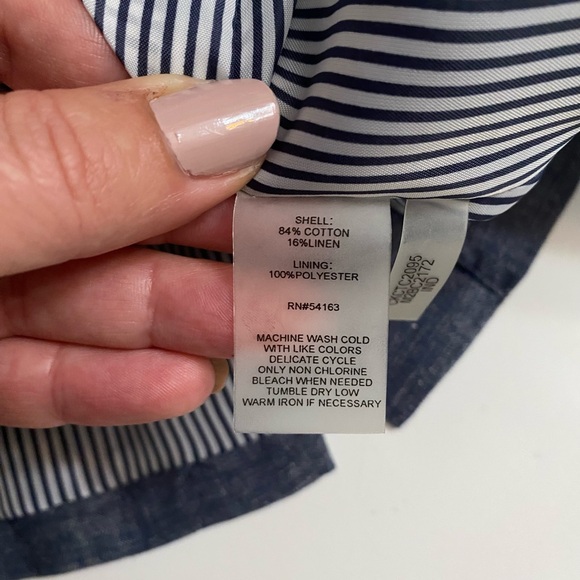 SHELL:
84% COTTON
16%LINEN
LINING:
100%POLYESTER
RN#54163
MACHINE WASH COLD
WITH LIKE COLORS
DELICATE CYCLE
ONLY NON CHLORINE
BLEACH WHEN NEEDED
TUMBLE DRY LOW
WARM IRON IF NECESSARY
IND